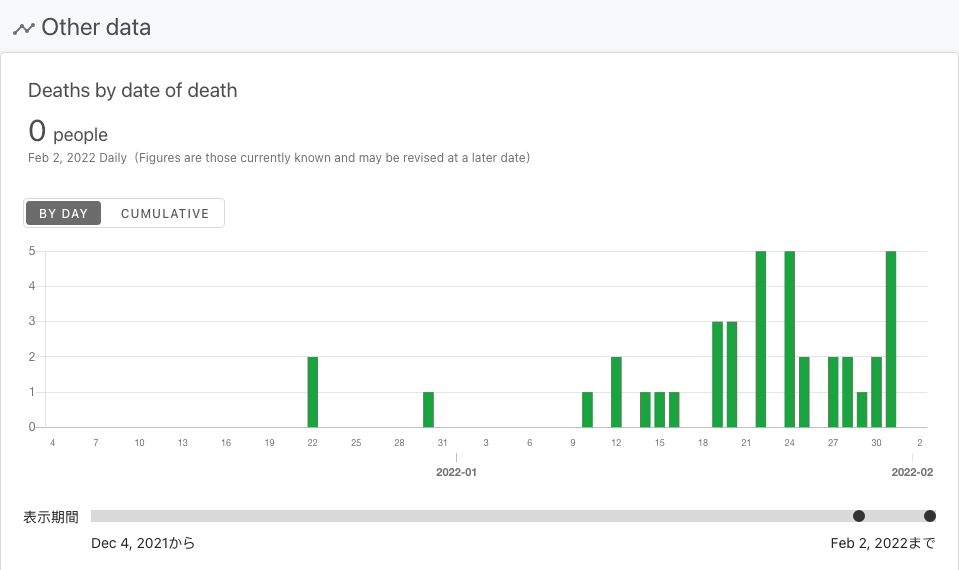 Other data
Deaths by date of death
0 people
Feb 2, 2022 Daily (Figures are those currently known and may be revised at a later date)
BY DAY CUMULATIVE
5
4
3
2
1
0
4 7 10 13 16 19 22 25 28 31 3 6 9 12 15 18 21 24 27 30 2
2022-01 2022-02
表示期間
Dec 4, 2021から Feb 2, 2022まで